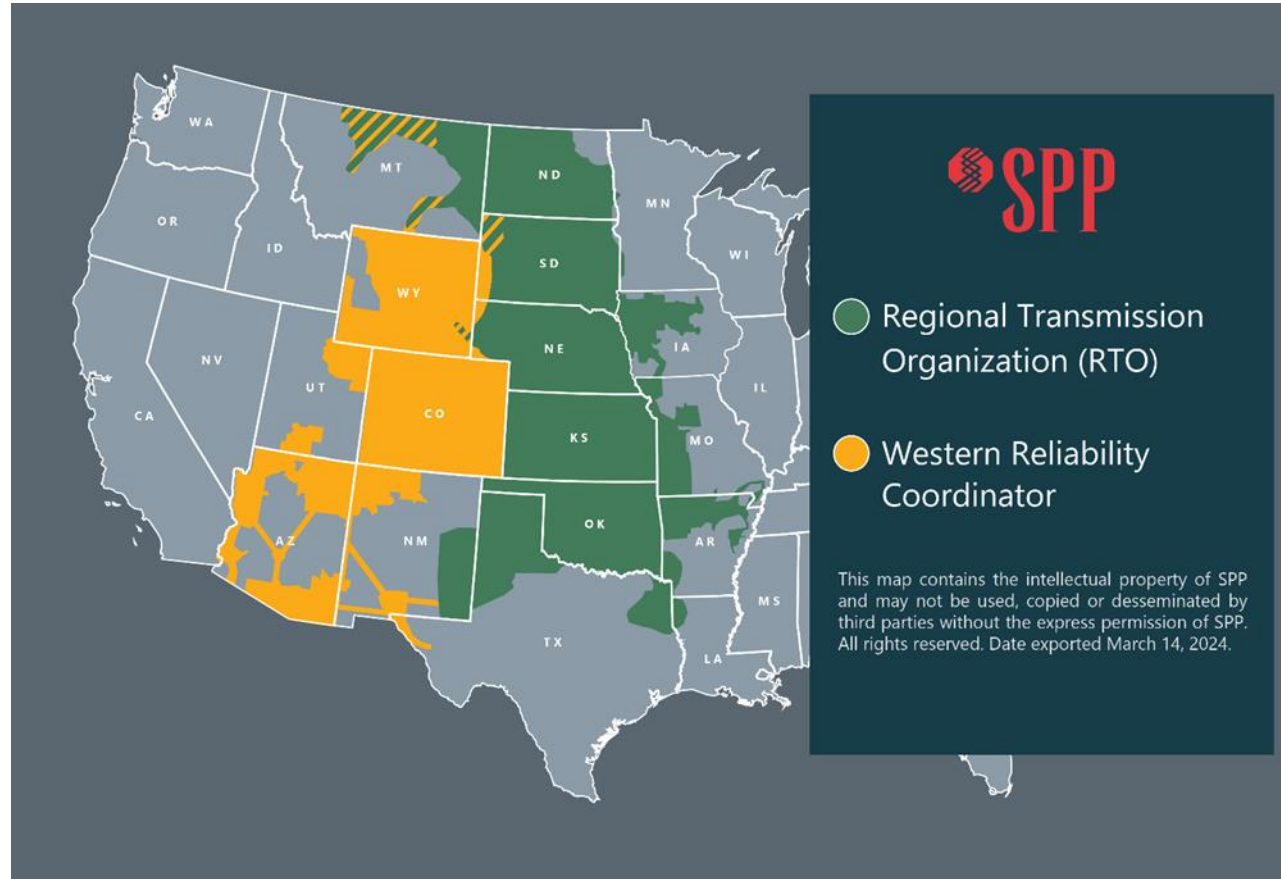 WA
MT
ND
MN
OR
ID
WY
SD
WI
NV
UT
CO
NE
IA
IL
CA
KS
MO
AZ
NM
OK
AR
TX
LA
MS
SPP
Regional Transmission
Organization (RTO)
Western Reliability
Coordinator
This map contains the intellectual property of SPP
and may not be used, copied or desseminated by
third parties without the express permission of SPP.
All rights reserved. Date exported March 14, 2024.